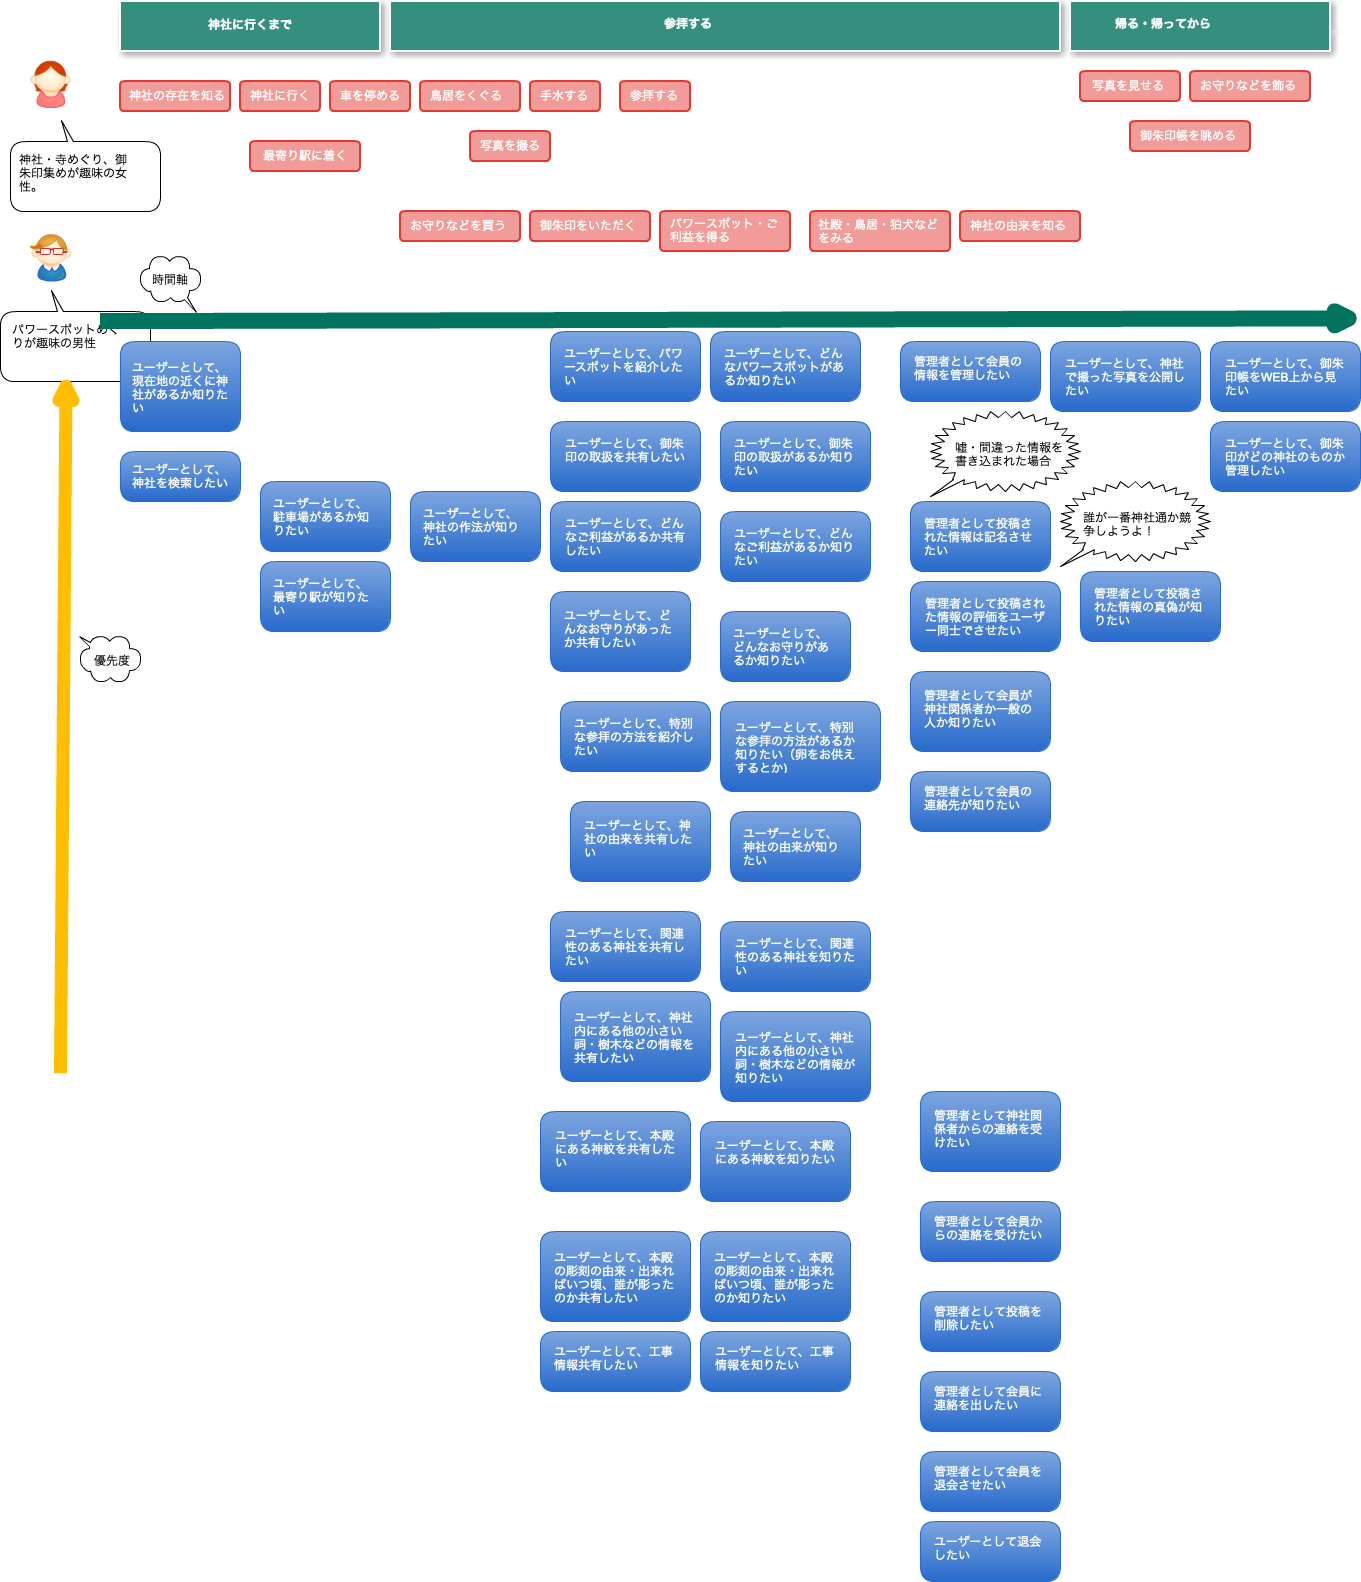 神社に行くまで
参拝する
帰る・帰ってから
神社の存在を知る
神社に行く
車を停める
鳥居をくぐる
手水する
参拝する
写真を見せる
お守りなどを飾る
最寄り駅に着く
写真を撮る
御朱印帳を眺める
神社・寺めぐり、御
朱印集めが趣味の女
性。
お守りなどを買う
御朱印をいただく
パワースポット・ご
利益を得る
社殿・鳥居・狛犬など
をみる
神社の由来を知る
時間軸
パワースポットめぐ
りが趣味の男性
優先度
ユーザーとして、
現在地の近くに神
社があるか知りた
い
ユーザーとして、
神社を検索したい
ユーザーとして、
駐車場があるか知
りたい
ユーザーとして、
最寄り駅が知りた
い
ユーザーとして、
神社の作法が知り
たい
ユーザーとして、パワ
ースポットを紹介した
い
ユーザーとして、どん
なパワースポットがあ
るか知りたい
ユーザーとして、御朱
印の取扱を共有したい
ユーザーとして、御朱
印の取扱があるか知り
たい
ユーザーとして、どん
なご利益があるか共有
したい
ユーザーとして、どん
なご利益があるか知り
たい
ユーザーとして、ど
んなお守りがあった
か共有したい
ユーザーとして、
どんなお守りがあ
るか知りたい
ユーザーとして、特別
な参拝の方法を紹介し
たい
ユーザーとして、特別
な参拝の方法があるか
知りたい（卵をお供え
するとか)
ユーザーとして、神
社の由来を共有した
い
ユーザーとして、
神社の由来が知り
たい
ユーザーとして、関連
性のある神社を共有し
たい
ユーザーとして、関連
性のある神社を知りた
い
ユーザーとして、神社
内にある他の小さい
祠・樹木などの情報を
共有したい
ユーザーとして、神社
内にある他の小さい
祠・樹木などの情報が
知りたい
ユーザーとして、本殿
にある神紋を共有した
い
ユーザーとして、本殿
にある神紋を知りたい
ユーザーとして、本殿
の彫刻の由来・出来れ
ばいつ頃、誰が彫った
のか共有したい
ユーザーとして、本殿
の彫刻の由来・出来れ
ばいつ頃、誰が彫った
のか知りたい
ユーザーとして、工事
情報共有したい
ユーザーとして、工事
情報を知りたい
管理者として会員の
情報を管理したい
ユーザーとして、神社
で撮った写真を公開し
たい
ユーザーとして、御朱
印帳をWEB上から見
たい
嘘・間違った情報を
書き込まれた場合
ユーザーとして、御朱
印がどの神社のものか
管理したい
管理者として投稿さ
れた情報は記名させ
たい
誰が一番神社通か競
争しようよ！
管理者として投稿され
た情報の評価をユーザ
ー同士でさせたい
管理者として投稿さ
れた情報の真偽が知
りたい
管理者として会員が
神社関係者か一般の
人か知りたい
管理者として会員の
連絡先が知りたい
管理者として神社関
係者からの連絡を受
けたい
管理者として会員か
らの連絡を受けたい
管理者として投稿を
削除したい
管理者として会員に
連絡を出したい
管理者として会員を
退会させたい
ユーザーとして退会
したい